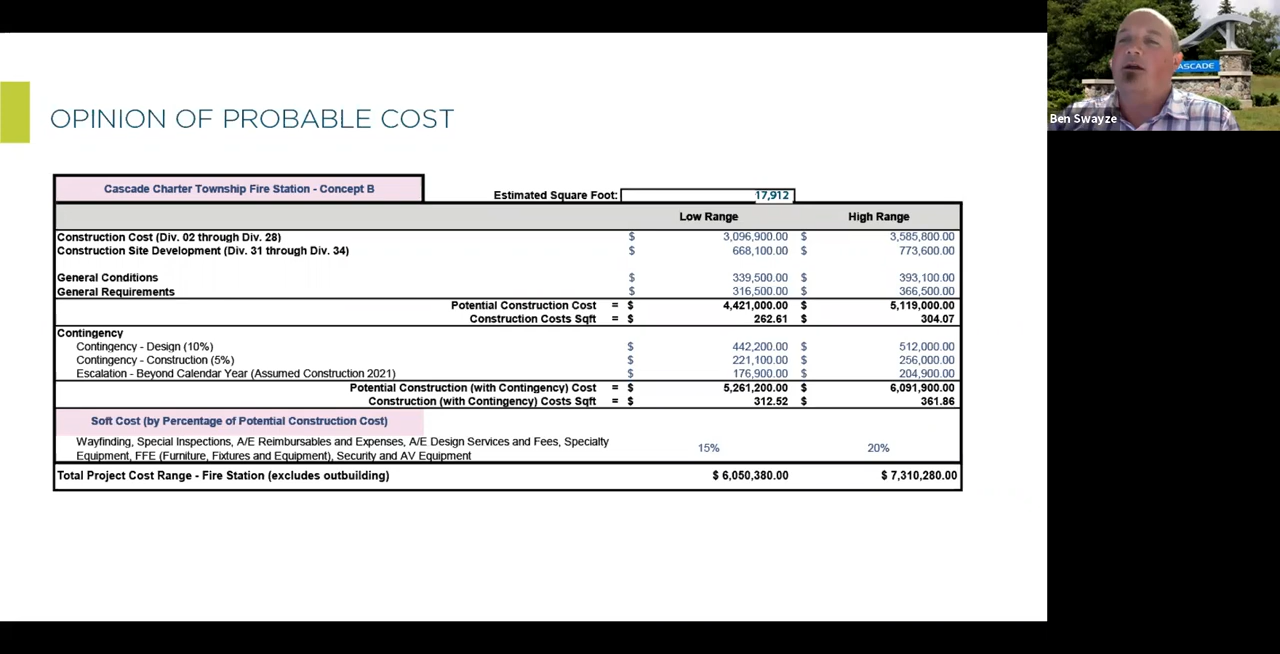 OPINION OF PROBABLE COST
ASCADE
Ben Swayze
Cascade Charter Township Fire Station - Concept B
Estimated Square Foot: 17,912
Low Range High Range
Construction Cost (Div. 02 through Div. 28) $ 3,096,900.00 $ 3,585,800.00
Construction Site Development (Div. 31 through Div. 34) $ 668,100.00 $ 773,600.00
General Conditions $ 339,500.00 $ 393,100.00
General Requirements $ 316,500.00 $ 366,500.00
Potential Construction Cost = $ 4,421,000.00 $ 5,119,000.00
Construction Costs Sqft = $ 262.61 $ 304.07
Contingency
Contingency - Design (10%) $ 442,200.00 $ 512,000.00
Contingency - Construction (5%) $ 221,100.00 $ 256,000.00
Escalation - Beyond Calendar Year (Assumed Construction 2021) $ 176,900.00 $ 204,900.00
Potential Construction (with Contingency) Cost = $ 5,261,200.00 $ 6,091,900.00
Construction (with Contingency) Costs Sqft = $ 312.52 $ 361.86
Soft Cost (by Percentage of Potential Construction Cost)
Wayfinding, Special Inspections, A/E Reimbursables and Expenses, A/E Design Services and Fees, Specialty
Equipment, FFE (Furniture, Fixtures and Equipment), Security and AV Equipment 15% 20%
Total Project Cost Range - Fire Station (excludes outbuilding) $ 6,050,380.00 $ 7,310,280.00